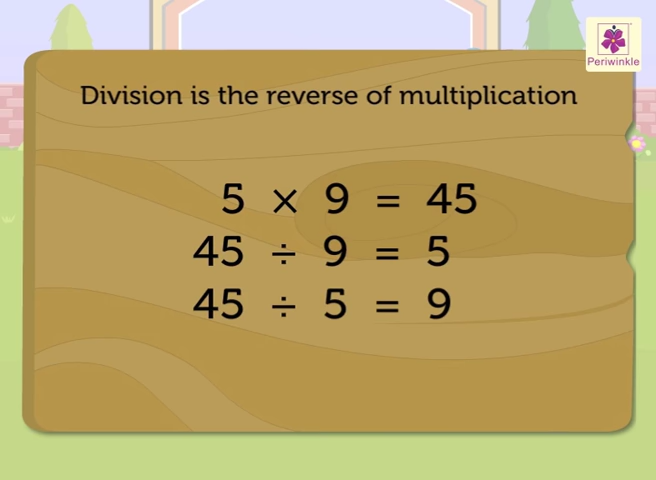 Periwinkle
Division is the reverse of multiplication
5 × 9 = 45
45 ÷ 9 = 5
45 ÷ 5 = 9